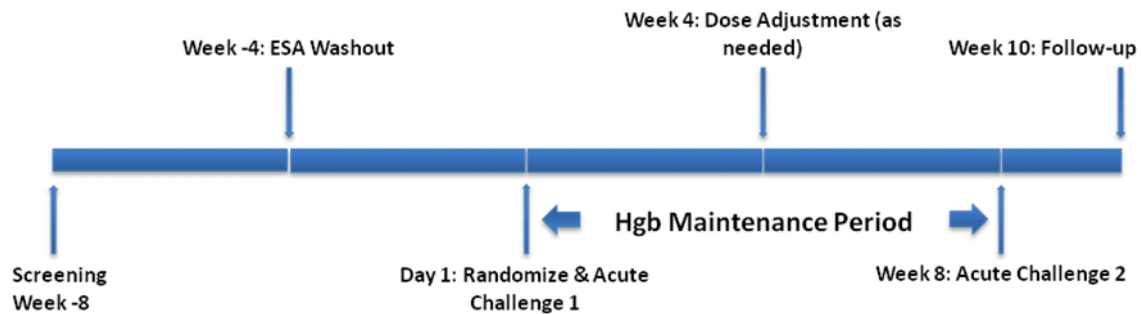 Week -4: ESA Washout
Week 4: Dose Adjustment (as
needed)
Week 10: Follow-up
Hgb Maintenance Period
Screening
Week -8
Day 1: Randomize & Acute
Challenge 1
Week 8: Acute Challenge 2